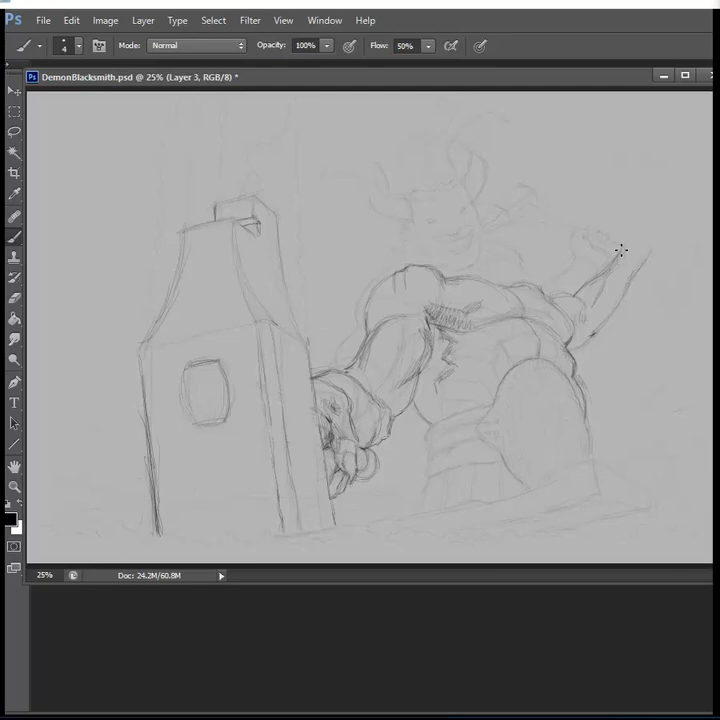 Ps File Edit Image Layer Type Select Filter View Window Help
4 Mode: Normal Opacity: 100% Flow: 50%
Ps DemonBlacksmith.psd @ 25% (Layer 3, RGB/8) *
T
25% Doc: 24.2M/60.8M